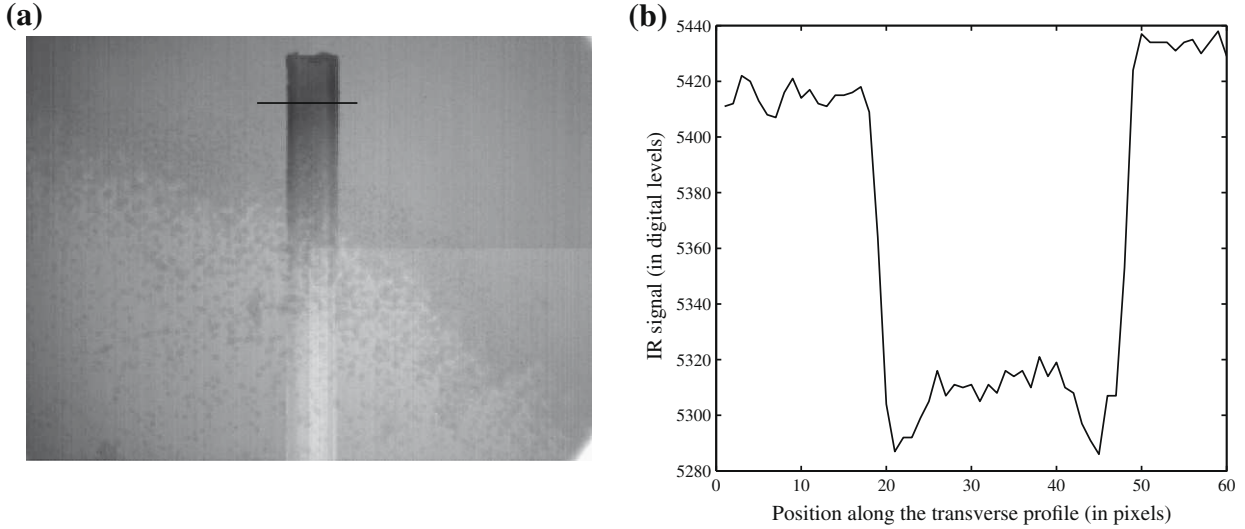 (a)
(b)
5440
5420
5400
5380
5360
5340
5320
5300
5280
IR signal (in digital levels)
0 10 20 30 40 50 60
Position along the transverse profile (in pixels)